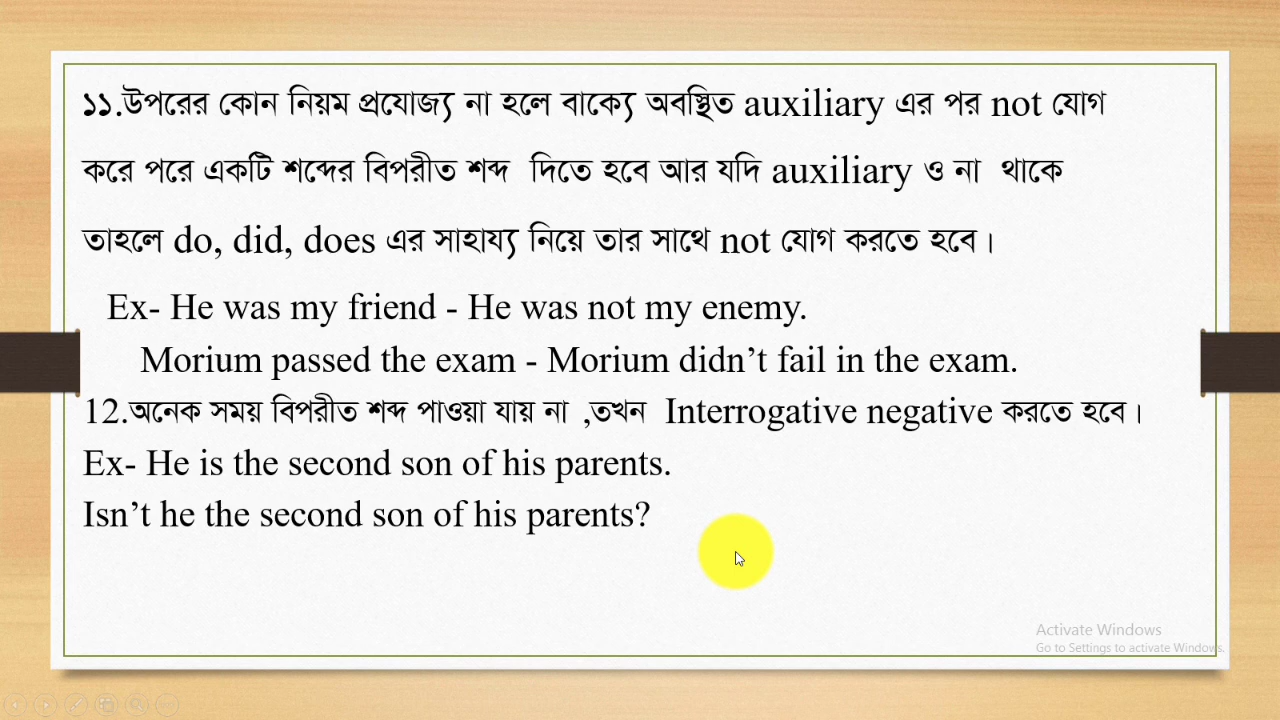 ১১.উপরের কোন নিয়ম প্রযোজ্য না হলে বাক্যে অবস্থিত auxiliary এর পর not যোগ
করে পরে একটি শব্দের বিপরীত শব্দ দিতে হবে আর যদি auxiliary ও না থাকে
তাহলে do, did, does এর সাহায্য নিয়ে তার সাথে not যোগ করতে হবে।
Ex- He was my friend - He was not my enemy.
Morium passed the exam - Morium didn’t fail in the exam.
12.অনেক সময় বিপরীত শব্দ পাওয়া যায় না ,তখন Interrogative negative করতে হবে।
Ex- He is the second son of his parents.
Isn’t he the second son of his parents?
Activate Windows
Go to Settings to activate Windows.